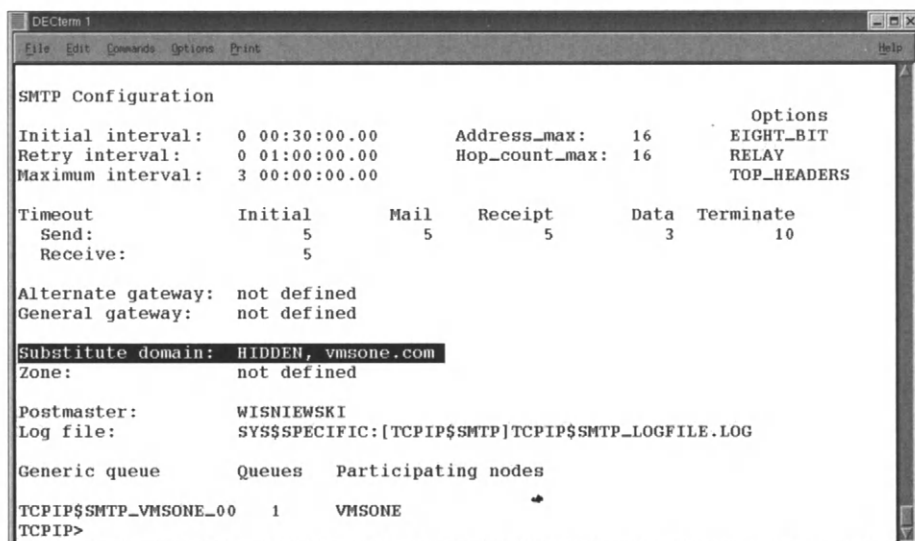 DECterm 1
File Edit Commands Options Print Help
SMTP Configuration
Options
Initial interval: 0 00:30:00.00 Address_max: 16 EIGHT_BIT
Retry interval: 0 01:00:00.00 Hop_count_max: 16 RELAY
Maximum interval: 3 00:00:00.00 TOP_HEADERS
Timeout Initial Mail Receipt Data Terminate
Send: 5 5 5 3 10
Receive: 5
Alternate gateway: not defined
General gateway: not defined
Substitute domain: HIDDEN, vmsone.com
Zone: not defined
Postmaster: WISNIEWSKI
Log file: SYS$SPECIFIC:[TCPIP$SMTP]TCPIP$SMTP_LOGFILE.LOG
Generic queue Queues Participating nodes
TCPIP$SMTP_VMSONE_00 1 VMSONE
TCPIP>